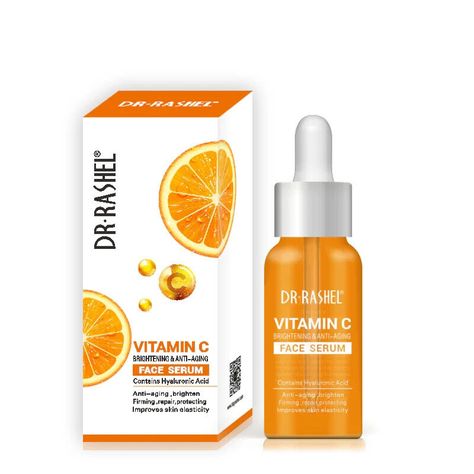 DR·RASHEL®
DR·RASHEL®
C
VITAMIN C
BRIGHTENING & ANTI-AGING
FACE SERUM
Contains Hyaluronic Acid
Anti-aging ,brighten
Firming ,repair,protecting
Improves skin elasticity
DR·RASHEL®
VITAMIN C
BRIGHTENING & ANTI-AGING
FACE SERUM
Contains Hyaluronic Acid
Anti-aging ,brighten
Firming ,repair,protecting
Improves skin elasticity